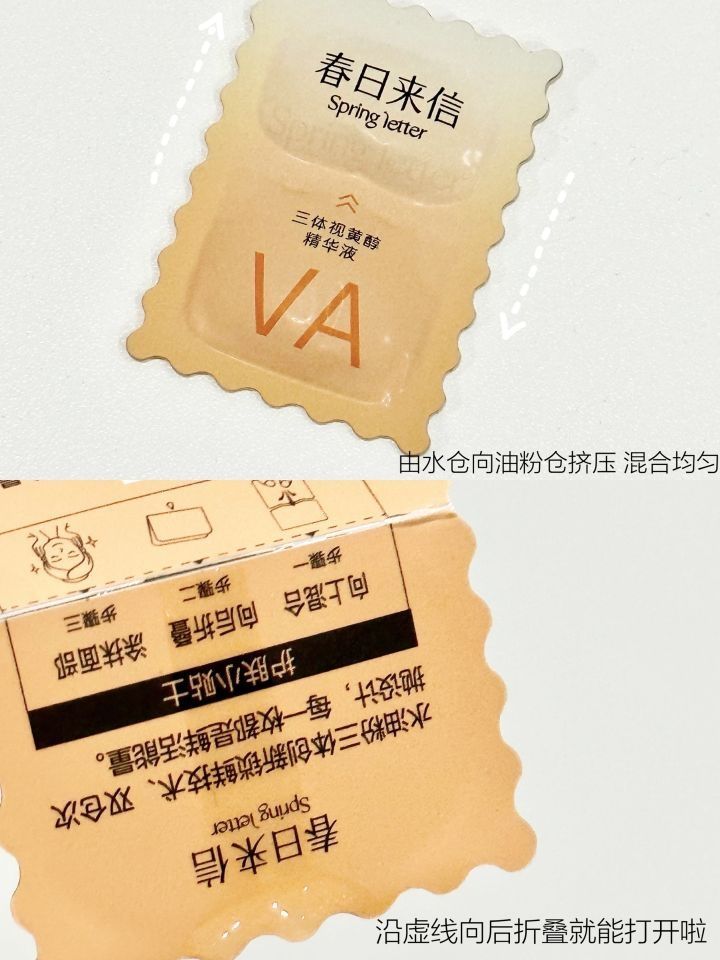 春日来信
Spring letter
三体视黄醇
精华液
VA
由水仓向油粉仓挤压 混合均匀
春日来信
Spring letter
水油粉三体创新锁鲜技术、双仓次
抛设计，每一枚都是鲜活能量。
护肤小贴士
向上混合 向后折叠 涂抹面部
步骤一 步骤二 步骤三
沿虚线向后折叠就能打开啦